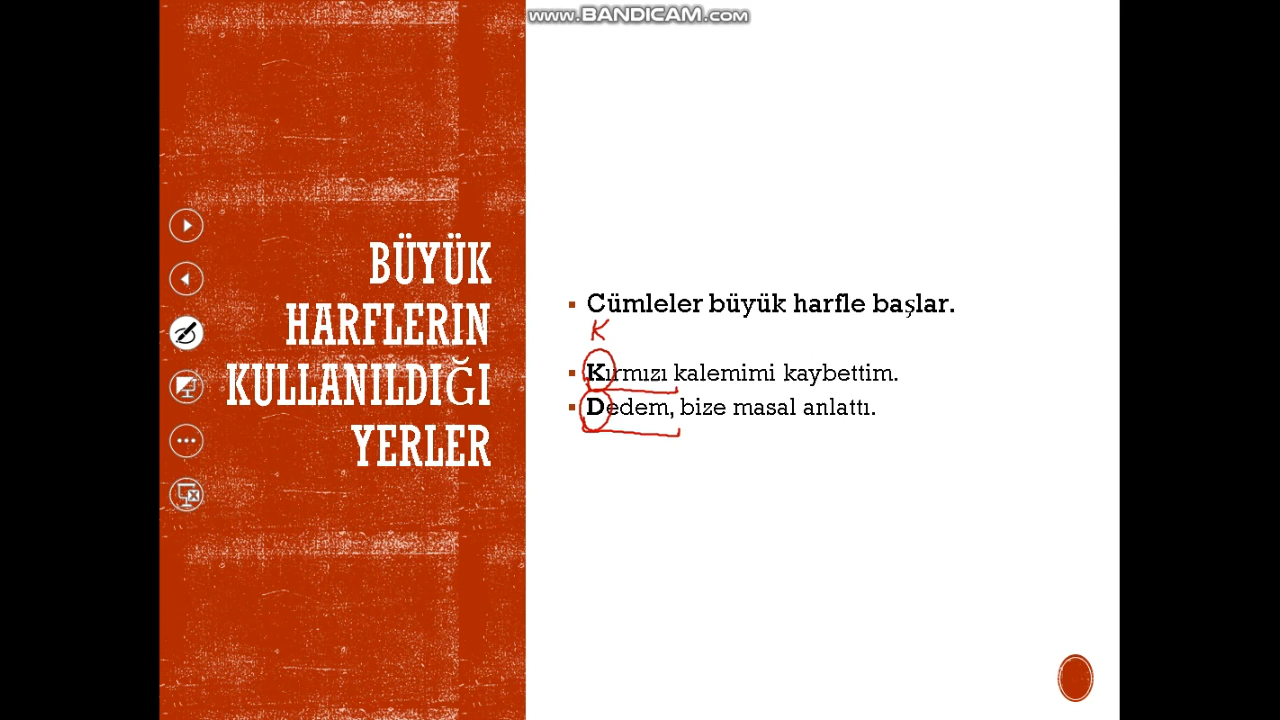 www.BANDICAM.com
BÜYÜK
HARFLERIN
KULLANILDIĞI
YERLER
Cümleler büyük harfle başlar.
K
Kırmızı kalemimi kaybettim.
Dedem, bize masal anlattı.